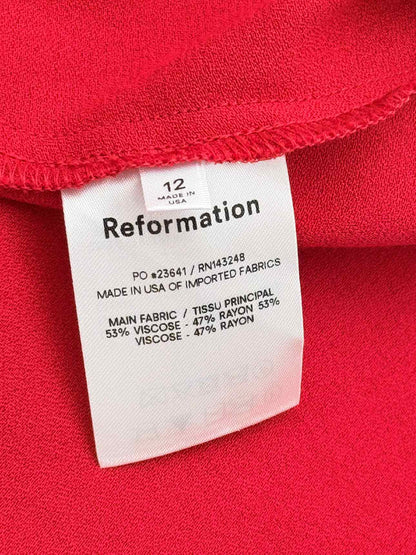 12
MADE IN
USA
Reformation
PO #23641 / RN143248
MADE IN USA OF IMPORTED FABRICS
MAIN FABRIC / TISSU PRINCIPAL
53% VISCOSE - 47% RAYON 53%
VISCOSE - 47% RAYON